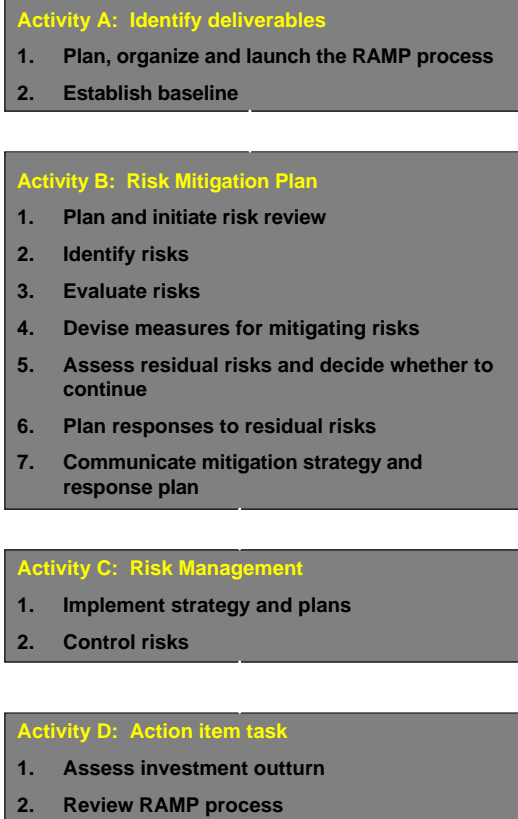 Activity A:  Identify deliverables
1. Plan, organize and launch the RAMP process
2. Establish baseline
Activity B:  Risk Mitigation Plan
1. Plan and initiate risk review
2. Identify risks
3. Evaluate risks
4. Devise measures for mitigating risks
5. Assess residual risks and decide whether to
continue
6. Plan responses to residual risks
7. Communicate mitigation strategy and
response plan
Activity C:  Risk Management
1. Implement strategy and plans
2. Control risks
Activity D:  Action item task
1. Assess investment outturn
2. Review RAMP process